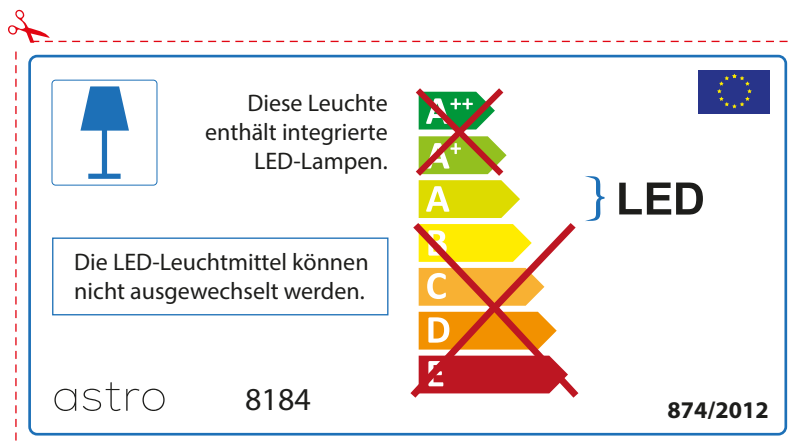 Diese Leuchte
enthält integrierte
LED-Lampen.
Die LED-Leuchtmittel können
nicht ausgewechselt werden.
A++
A+
A
B
C
D
E
LED
astro
8184
874/2012